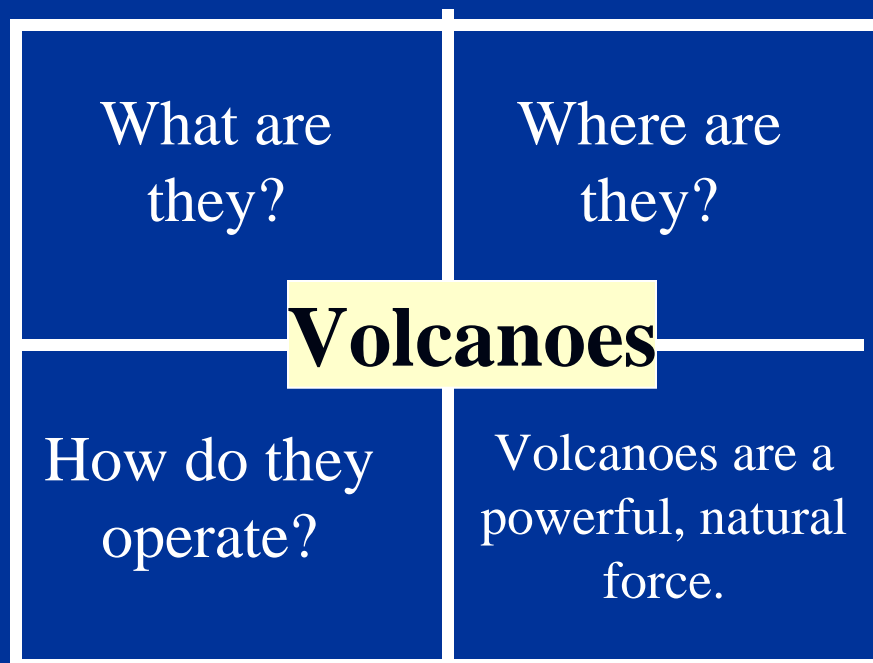 What are
they?
Where are
they?
Volcanoes
How do they
operate?
Volcanoes are a
powerful, natural
force.